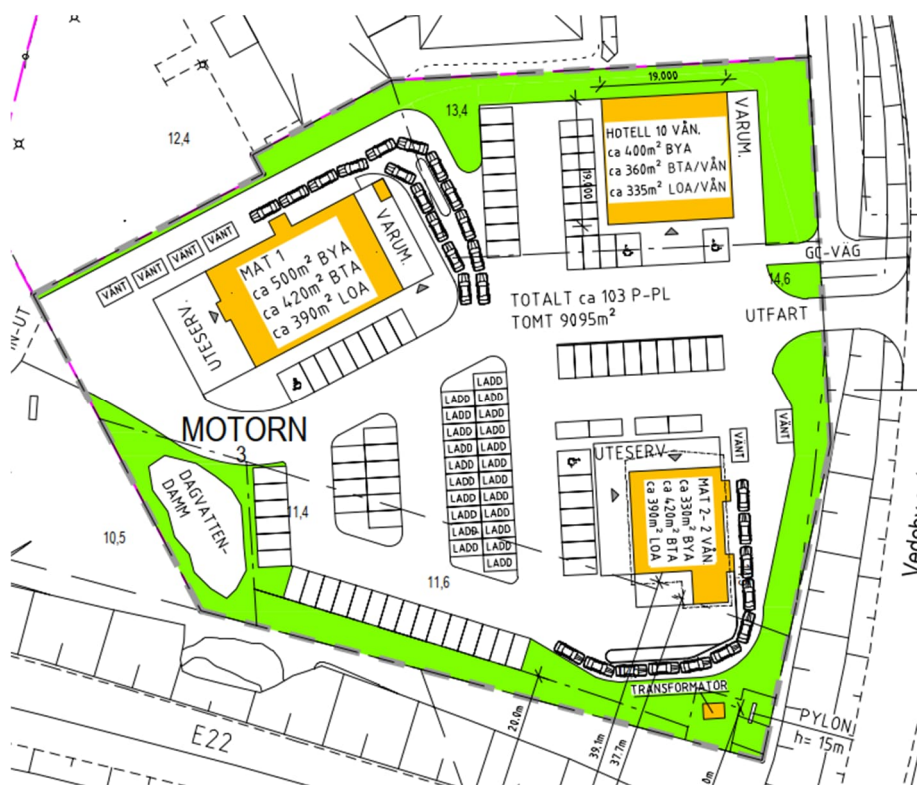 19,000
13,4
12,4
HOTELL 10 VÅN.
ca 400m² BYA
ca 360m² BTA/VÅN
ca 335m² LOA/VÅN
VARUM.
19,000
VÄNT
VÄNT
VÄNT
VÄNT
MAT 1
ca 500m² BYA
ca 420m² BTA
ca 390m² LOA
VARUM
UTESERV.
GC-VÄG
14,6
UTFART
TOTALT ca 103 P-PL
TOMT 9095m²
IN-UT
MOTORN
3
LADD
LADD LADD
LADD LADD
LADD LADD
LADD LADD
LADD LADD
LADD LADD
LADD LADD
LADD LADD
LADD LADD
LADD LADD
LADD LADD
LADD
UTESERV.
VÄNT
VÄNT
MAT 2- 2 VÅN.
ca 330m² BYA
ca 420m² BTA
ca 390m² LOA
DAGVATTEN-
DAMM
11,4
10,5
11,6
TRANSFORMATOR
PYLON
h= 15m
20.0m
39.1m
37.7m
E22